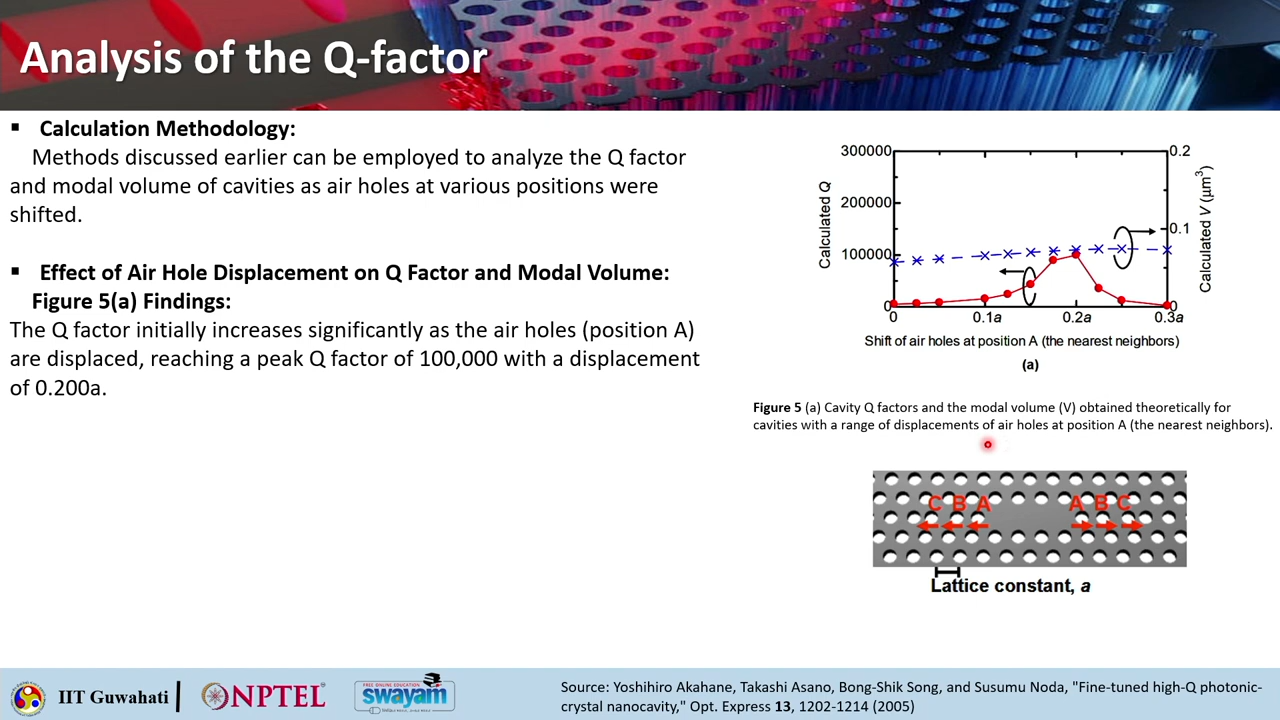 Analysis of the Q-factor
▪ Calculation Methodology:
Methods discussed earlier can be employed to analyze the Q factor
and modal volume of cavities as air holes at various positions were
shifted.
▪ Effect of Air Hole Displacement on Q Factor and Modal Volume:
Figure 5(a) Findings:
The Q factor initially increases significantly as the air holes (position A)
are displaced, reaching a peak Q factor of 100,000 with a displacement
of 0.200a.
300000
200000
100000
0
Calculated Q
0.2
0.1
0
Calculated V (μm³)
0 0.1a 0.2a 0.3a
Shift of air holes at position A (the nearest neighbors)
(a)
Figure 5 (a) Cavity Q factors and the modal volume (V) obtained theoretically for
cavities with a range of displacements of air holes at position A (the nearest neighbors).
C B A A B C
Lattice constant, a
IIT Guwahati
NPTEL
FREE ONLINE EDUCATION
swayam
Source: Yoshihiro Akahane, Takashi Asano, Bong-Shik Song, and Susumu Noda, "Fine-tuned high-Q photonic-
crystal nanocavity," Opt. Express 13, 1202-1214 (2005)